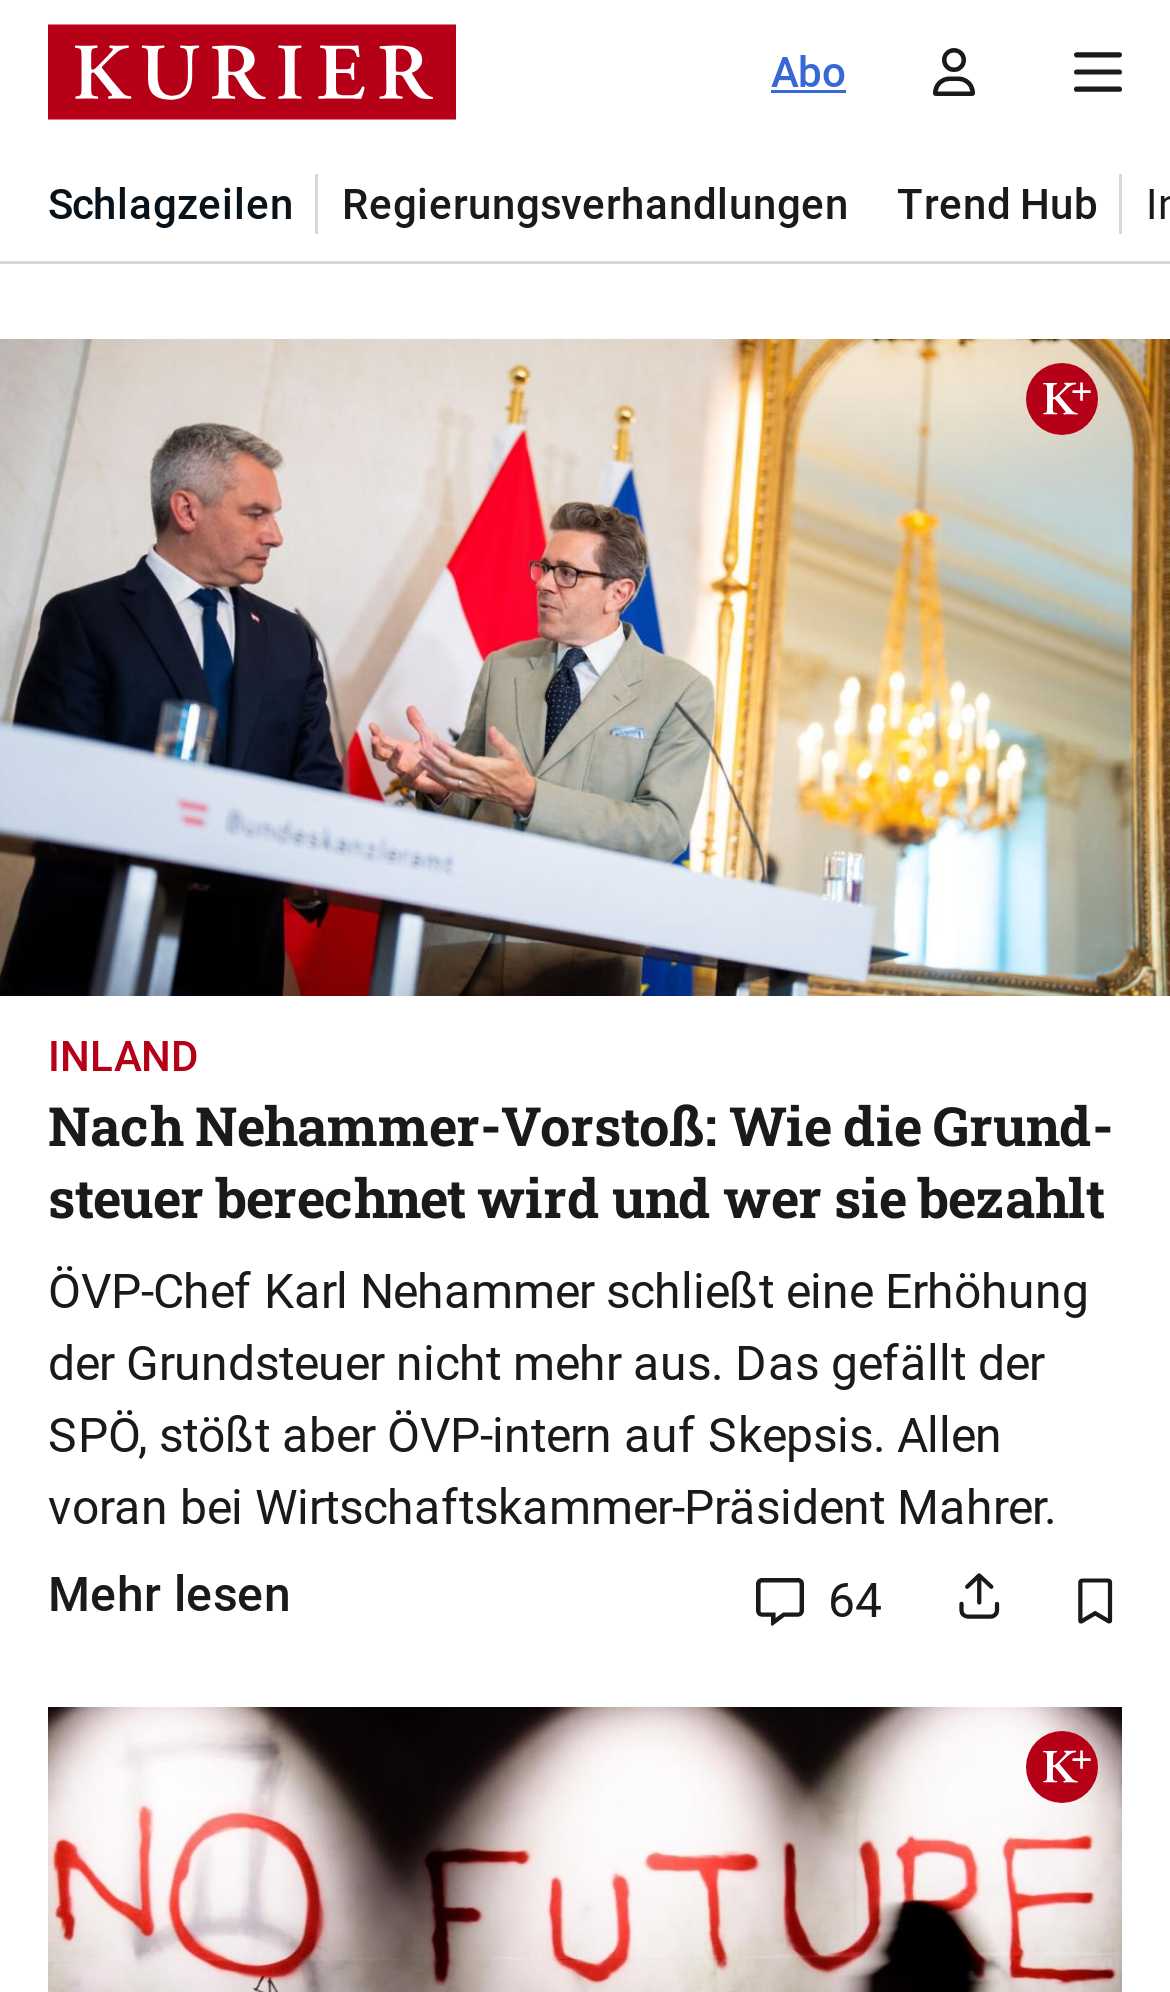 KURIER
Abo
Schlagzeilen
Regierungsverhandlungen
Trend Hub
K+
Bundeskanzleramt
INLAND
Nach Nehammer-Vorstoß: Wie die Grund-
steuer berechnet wird und wer sie bezahlt
ÖVP-Chef Karl Nehammer schließt eine Erhöhung
der Grundsteuer nicht mehr aus. Das gefällt der
SPÖ, stößt aber ÖVP-intern auf Skepsis. Allen
voran bei Wirtschaftskammer-Präsident Mahrer.
Mehr lesen
64
K+
NO FUTURE